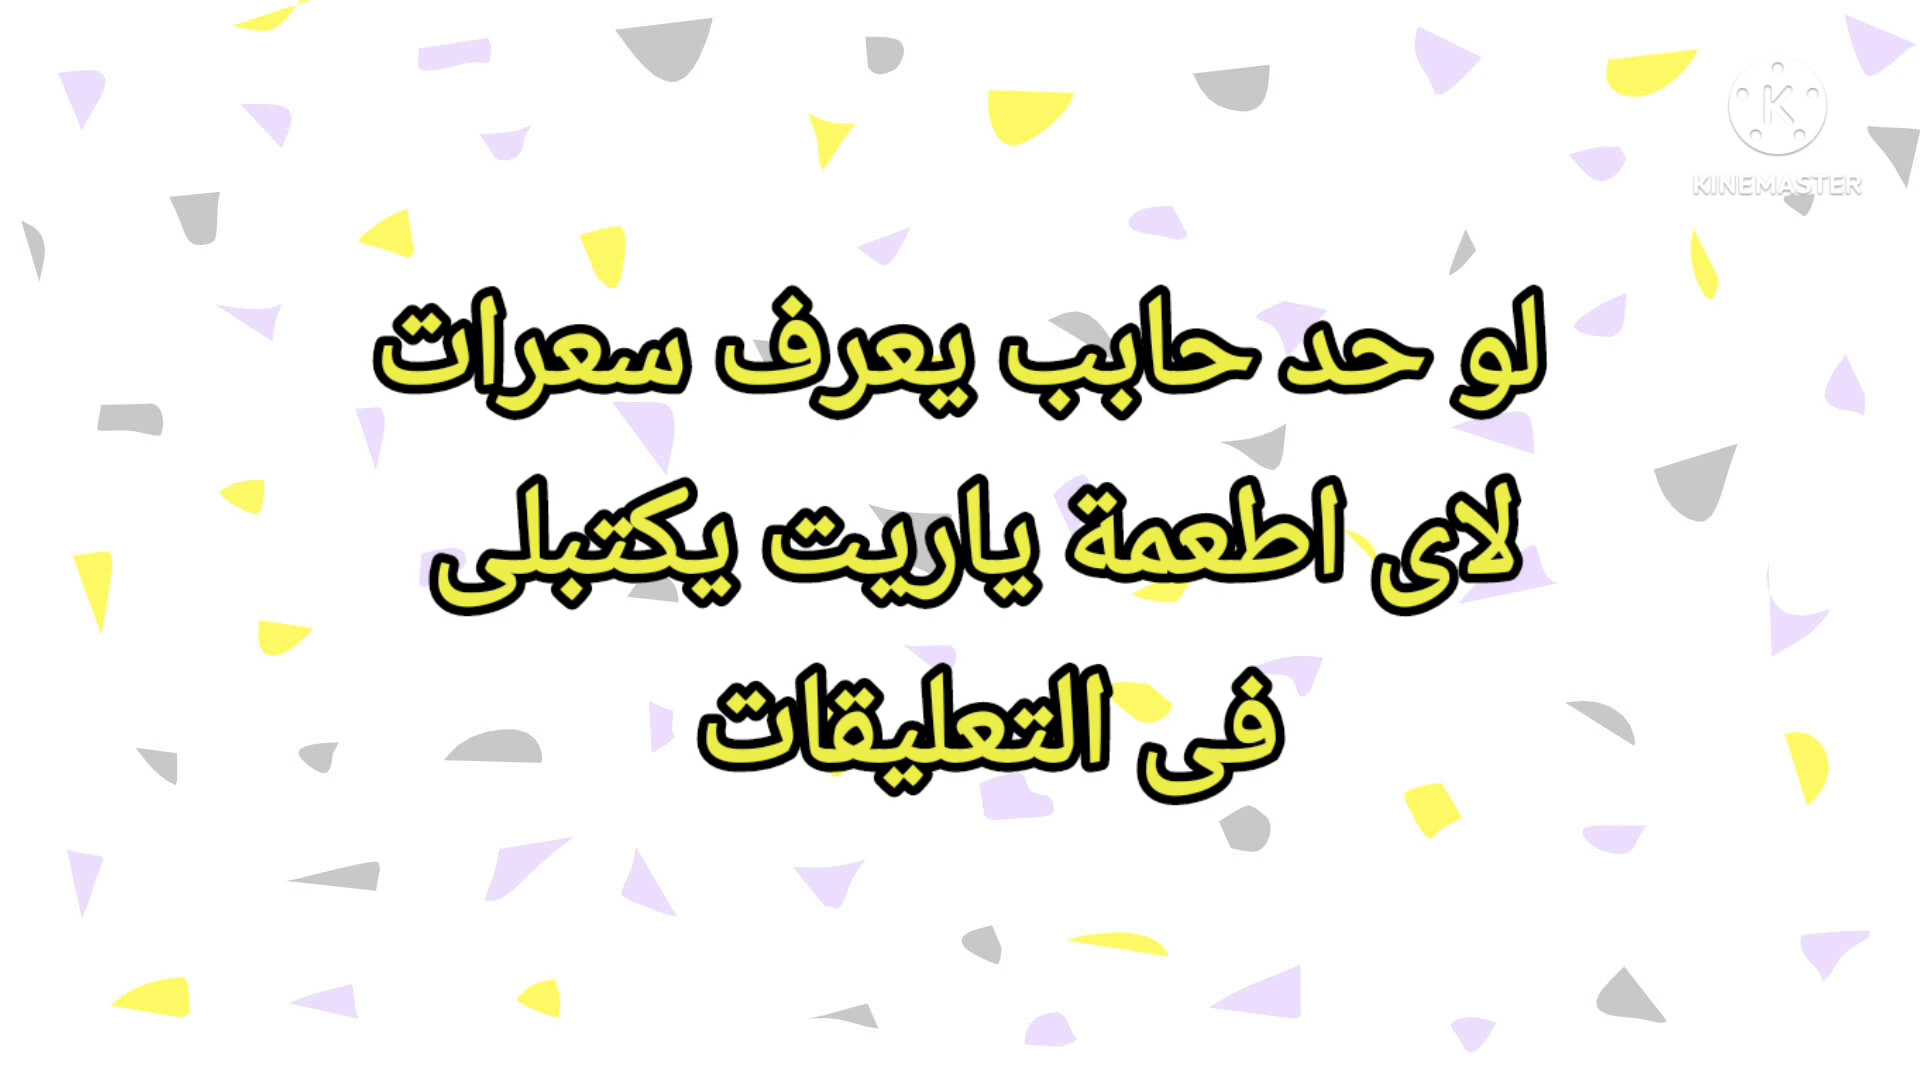 KINEMASTER
لو حد حابب يعرف سعرات
لاى اطعمة ياريت يكتبلى
فى التعليقات